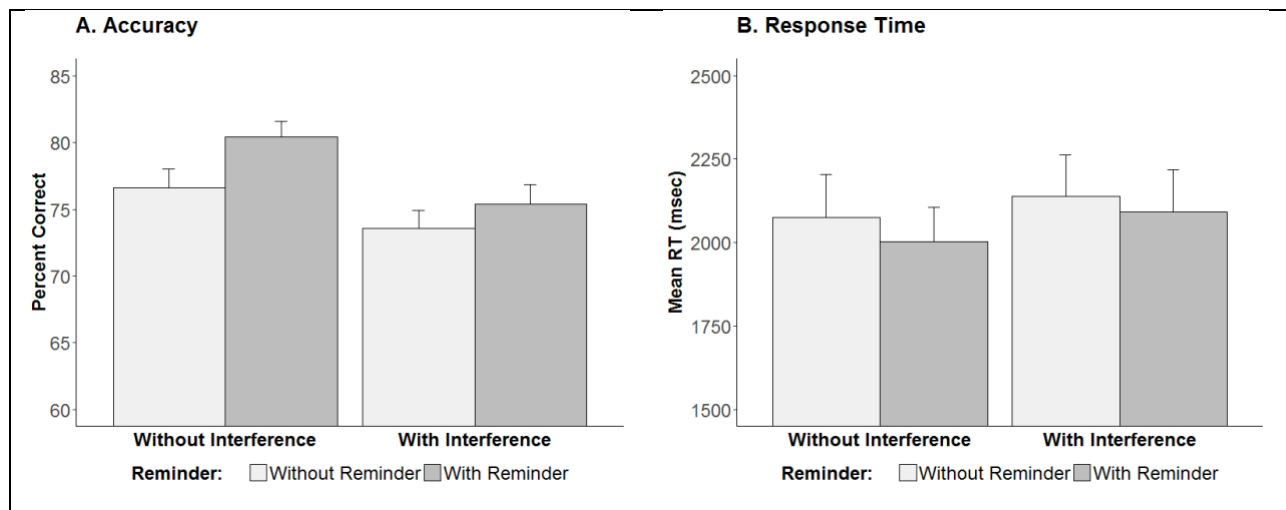 A. Accuracy
85
80
75
70
65
60
Percent Correct
Without Interference With Interference
Reminder: Without Reminder With Reminder
B. Response Time
2500
2250
2000
1750
1500
Mean RT (msec)
Without Interference With Interference
Reminder: Without Reminder With Reminder